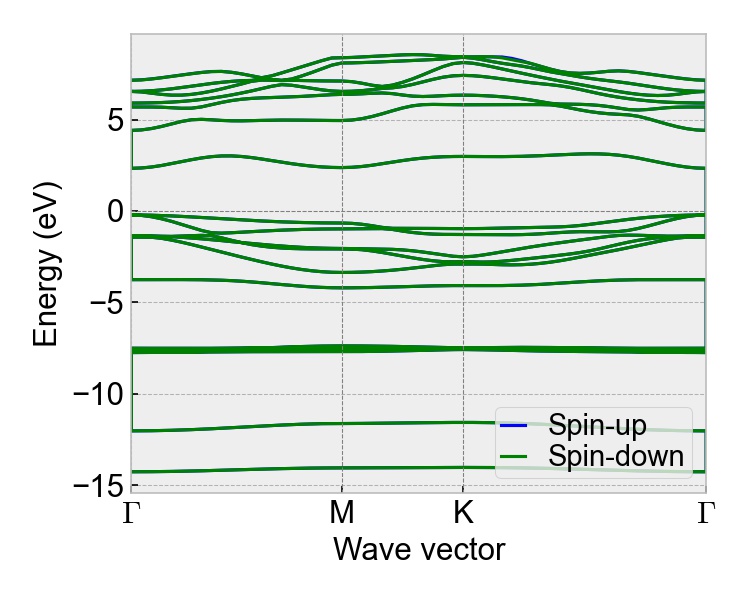 Energy (eV)
5
0
−5
−10
−15
Spin-up
Spin-down
Γ
M
K
Γ
Wave vector